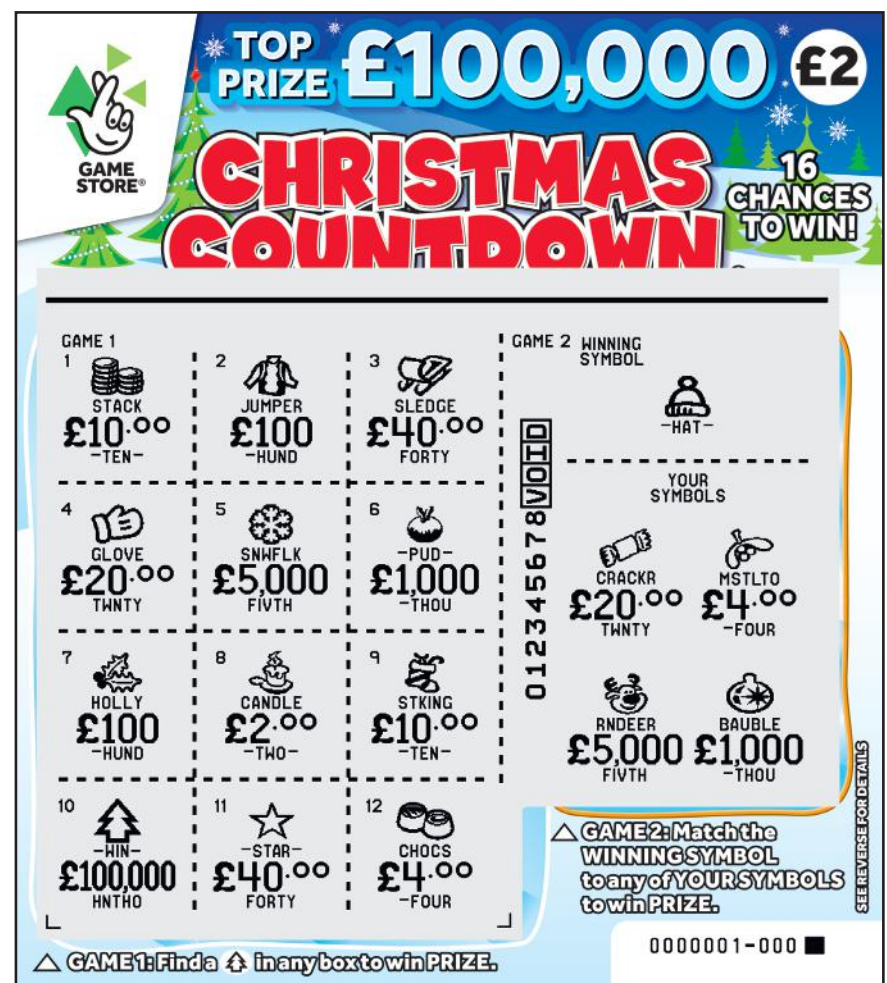 TOP
PRIZE £100,000 £2
GAME
STORE®
CHRISTMAS
COUNTDOWN
16
CHANCES
TO WIN!
GAME 1
1
STACK
£10.00
-TEN-
2
JUMPER
£100
-HUND
3
SLEDGE
£40.00
FORTY
4
GLOVE
£20.00
TWNTY
5
SNWFLK
£5,000
FIVTH
6
-PUD-
£1,000
-THOU
7
HOLLY
£100
-HUND
8
CANDLE
£2.00
-TWO-
9
STKING
£10.00
-TEN-
10
-WIN-
£100,000
HNTHO
11
-STAR-
£40.00
FORTY
12
CHOCS
£4.00
-FOUR
GAME 2 WINNING
SYMBOL
-HAT-
012345678VOID
YOUR
SYMBOLS
CRACKR
£20.00
TWNTY
MSTLTO
£4.00
-FOUR
RNDEER
£5,000
FIVTH
BAUBLE
£1,000
-THOU
GAME 2: Match the
WINNING SYMBOL
to any of YOUR SYMBOLS
to win PRIZE.
SEE REVERSE FOR DETAILS
GAME 1: Find a in any box to win PRIZE.
0000001-000